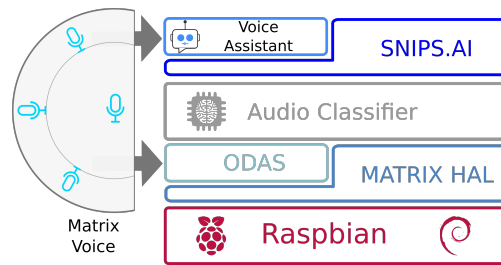 Voice
Assistant
SNIPS.AI
Audio Classifier
ODAS
MATRIX HAL
Matrix
Voice
Raspbian